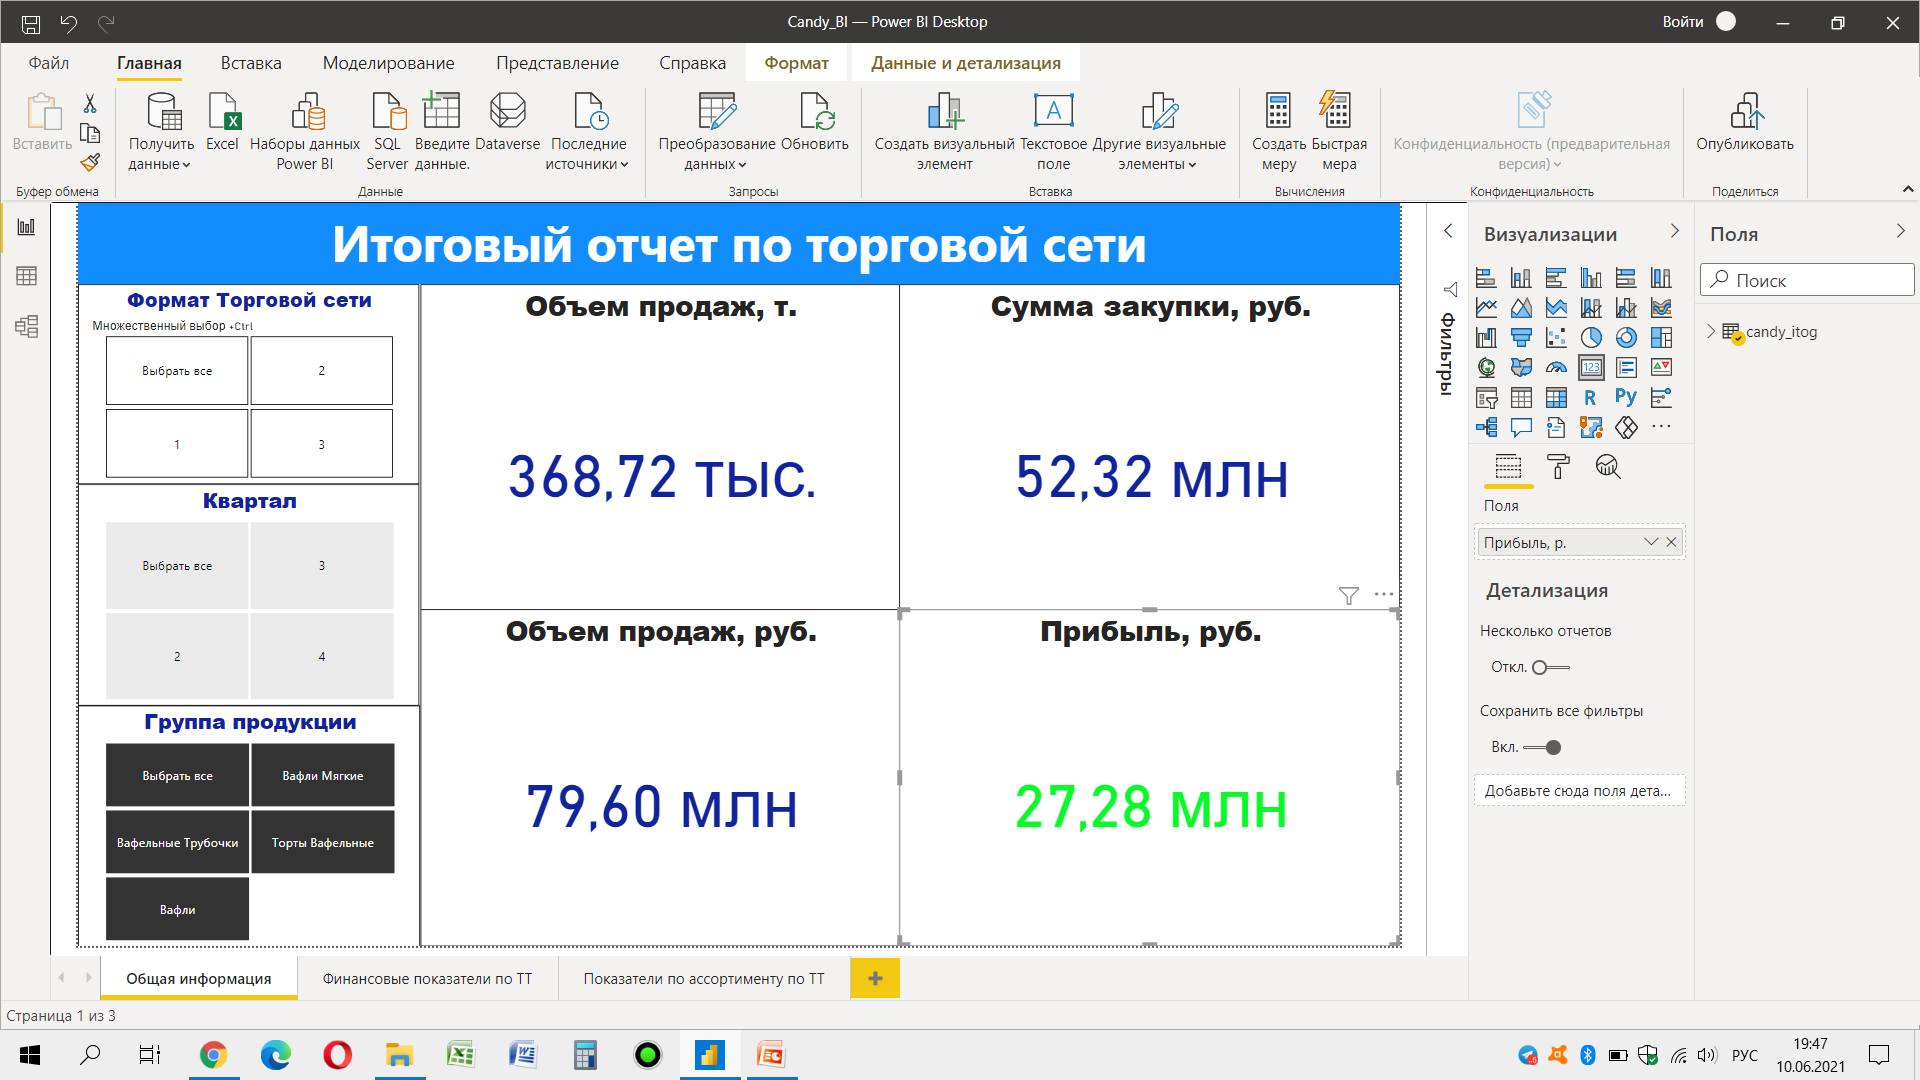 Candy_BI — Power BI Desktop
Войти
Файл
Главная
Вставка
Моделирование
Представление
Справка
Формат
Данные и детализация
Вставить
Буфер обмена
Получить
данные
Excel
Наборы данных
Power BI
SQL
Server
Введите
данные.
Dataverse
Последние
источники
Данные
Преобразование
данных
Обновить
Запросы
Создать визуальный
элемент
Текстовое
поле
Другие визуальные
элементы
Вставка
Создать
меру
Быстрая
мера
Вычисления
Конфиденциальность (предварительная
версия)
Конфиденциальность
Опубликовать
Поделиться
Итоговый отчет по торговой сети
Формат Торговой сети
Множественный выбор +Ctrl
Выбрать все
2
1
3
Квартал
Выбрать все
3
2
4
Группа продукции
Выбрать все
Вафли Мягкие
Вафельные Трубочки
Торты Вафельные
Вафли
Объем продаж, т.
368,72 тыс.
Сумма закупки, руб.
52,32 млн
Объем продаж, руб.
79,60 млн
Прибыль, руб.
27,28 млн
Фильтры
Визуализации
123
R
Py
Поля
Прибыль, р.
Детализация
Несколько отчетов
Откл.
Сохранить все фильтры
Вкл.
Добавьте сюда поля дета...
Поля
Поиск
candy_itog
Общая информация
Финансовые показатели по ТТ
Показатели по ассортименту по ТТ
Страница 1 из 3
РУС
19:47
10.06.2021